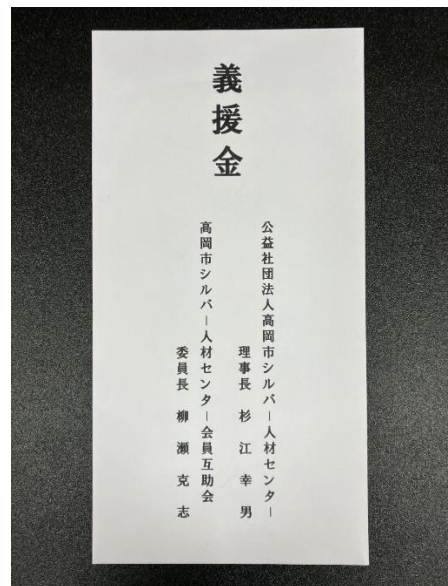 義援金
公益社団法人高岡市シルバー人材センター
理事長 杉江幸男
高岡市シルバー人材センター会員互助会
委員長 柳瀬克志